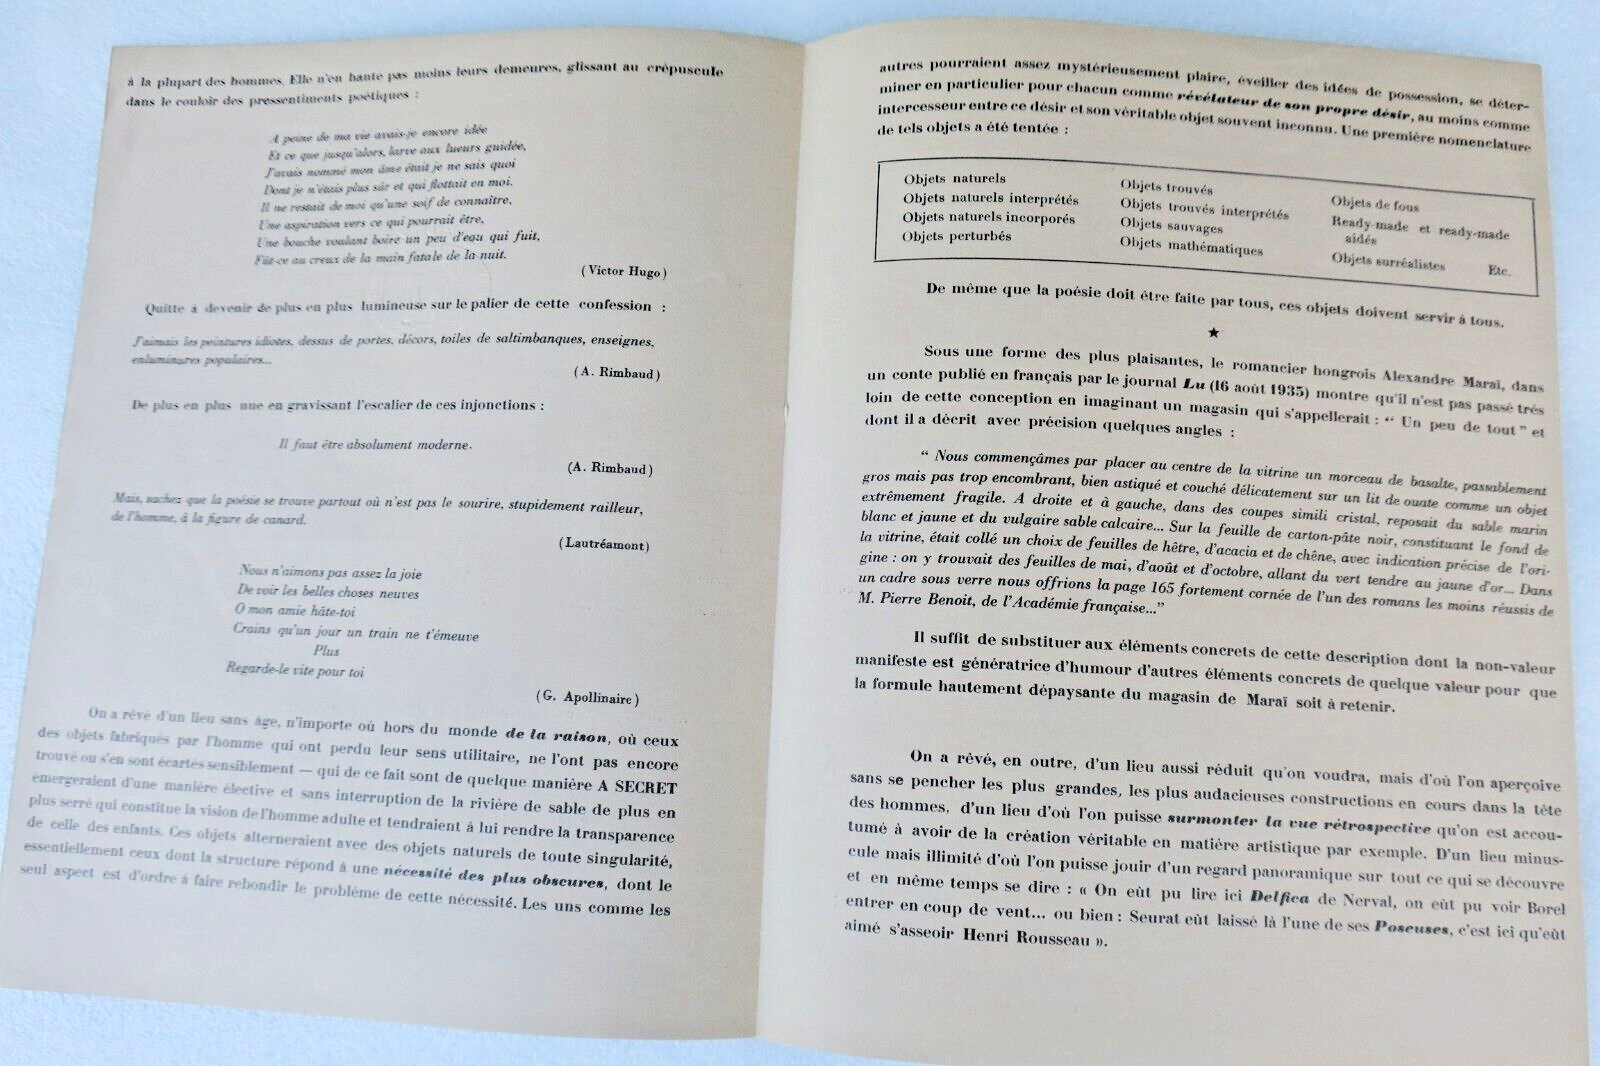 à la plupart des hommes. Elle n'en hante pas moins leurs demeures, glissant au crépuscule
dans le couloir des pressentiments poétiques :
A peine de ma vie avais-je encore idée
Et ce que jusqu'alors, larve aux lueurs guidée,
J'avais nommé mon âme était je ne sais quoi
Dont je n'étais plus sûr et qui flottait en moi.
Il ne restait de moi qu'une soif de connaître,
Une aspiration vers ce qui pourrait être,
Une bouche voulant boire un peu d'eau qui fuit,
Fût-ce au creux de la main fatale de la nuit.
(Victor Hugo)
Quitte à devenir de plus en plus lumineuse sur le palier de cette confession :
J'aimais les peintures idiotes, dessus de portes, décors, toiles de saltimbanques, enseignes,
enluminures populaires...
(A. Rimbaud)
De plus en plus nue en gravissant l'escalier de ces injonctions :
Il faut être absolument moderne.
(A. Rimbaud)
Mais, sachez que la poésie se trouve partout où n'est pas le sourire, stupidement railleur,
de l'homme, à la figure de canard.
(Lautréamont)
Nous n'aimons pas assez la joie
De voir les belles choses neuves
O mon amie hâte-toi
Crains qu'un jour un train ne t'émeuve
Plus
Regarde-le vite pour toi
(G. Apollinaire)
On a rêvé d'un lieu sans âge, n'importe où hors du monde de la raison, où ceux
des objets fabriqués par l'homme qui ont perdu leur sens utilitaire, ne l'ont pas encore
trouvé ou s'en sont écartés sensiblement — qui de ce fait sont de quelque manière A SECRET
émergeraient d'une manière élective et sans interruption de la rivière de sable de plus en
plus serré qui constitue la vision de l'homme adulte et tendraient à lui rendre la transparence
de celle des enfants. Ces objets alterneraient avec des objets naturels de toute singularité,
essentiellement ceux dont la structure répond à une nécessité des plus obscures, dont le
seul aspect est d'ordre à faire rebondir le problème de cette nécessité. Les uns comme les
autres pourraient assez mystérieusement plaire, éveiller des idées de possession, se déter-
miner en particulier pour chacun comme révélateur de son propre désir, au moins comme
intercesseur entre ce désir et son véritable objet souvent inconnu. Une première nomenclature
de tels objets a été tentée :
Objets naturels
Objets naturels interprétés
Objets naturels incorporés
Objets perturbés
Objets trouvés
Objets trouvés interprétés
Objets sauvages
Objets mathématiques
Objets de fous
Ready-made et ready-made
aidés
Objets surréalistes Etc.
De même que la poésie doit être faite par tous, ces objets doivent servir à tous.
★
Sous une forme des plus plaisantes, le romancier hongrois Alexandre Maraï, dans
un conte publié en français par le journal Lu (16 août 1935) montre qu'il n'est pas passé très
loin de cette conception en imaginant un magasin qui s'appellerait : “ Un peu de tout ” et
dont il a décrit avec précision quelques angles :
“ Nous commençâmes par placer au centre de la vitrine un morceau de basalte, passablement
gros mais pas trop encombrant, bien astiqué et couché délicatement sur un lit de ouate comme un objet
extrêmement fragile. A droite et à gauche, dans des coupes simili cristal, reposait du sable marin
blanc et jaune et du vulgaire sable calcaire... Sur la feuille de carton-pâte noir, constituant le fond de
la vitrine, était collé un choix de feuilles de hêtre, d'acacia et de chêne, avec indication précise de l'ori-
gine : on y trouvait des feuilles de mai, d'août et d'octobre, allant du vert tendre au jaune d'or... Dans
un cadre sous verre nous offrions la page 165 fortement cornée de l'un des romans les moins réussis de
M. Pierre Benoit, de l'Académie française...”
Il suffit de substituer aux éléments concrets de cette description dont la non-valeur
manifeste est génératrice d'humour d'autres éléments concrets de quelque valeur pour que
la formule hautement dépaysante du magasin de Maraï soit à retenir.
On a rêvé, en outre, d'un lieu aussi réduit qu'on voudra, mais d'où l'on aperçoive
sans se pencher les plus grandes, les plus audacieuses constructions en cours dans la tête
des hommes, d'un lieu d'où l'on puisse surmonter la vue rétrospective qu'on est accou-
tumé à avoir de la création véritable en matière artistique par exemple. D'un lieu minus-
cule mais illimité d'où l'on puisse jouir d'un regard panoramique sur tout ce qui se découvre
et en même temps se dire : « On eût pu lire ici Delfica de Nerval, on eût pu voir Borel
entrer en coup de vent... ou bien : Seurat eût laissé là l'une de ses Poseuses, c'est ici qu'eût
aimé s'asseoir Henri Rousseau ».